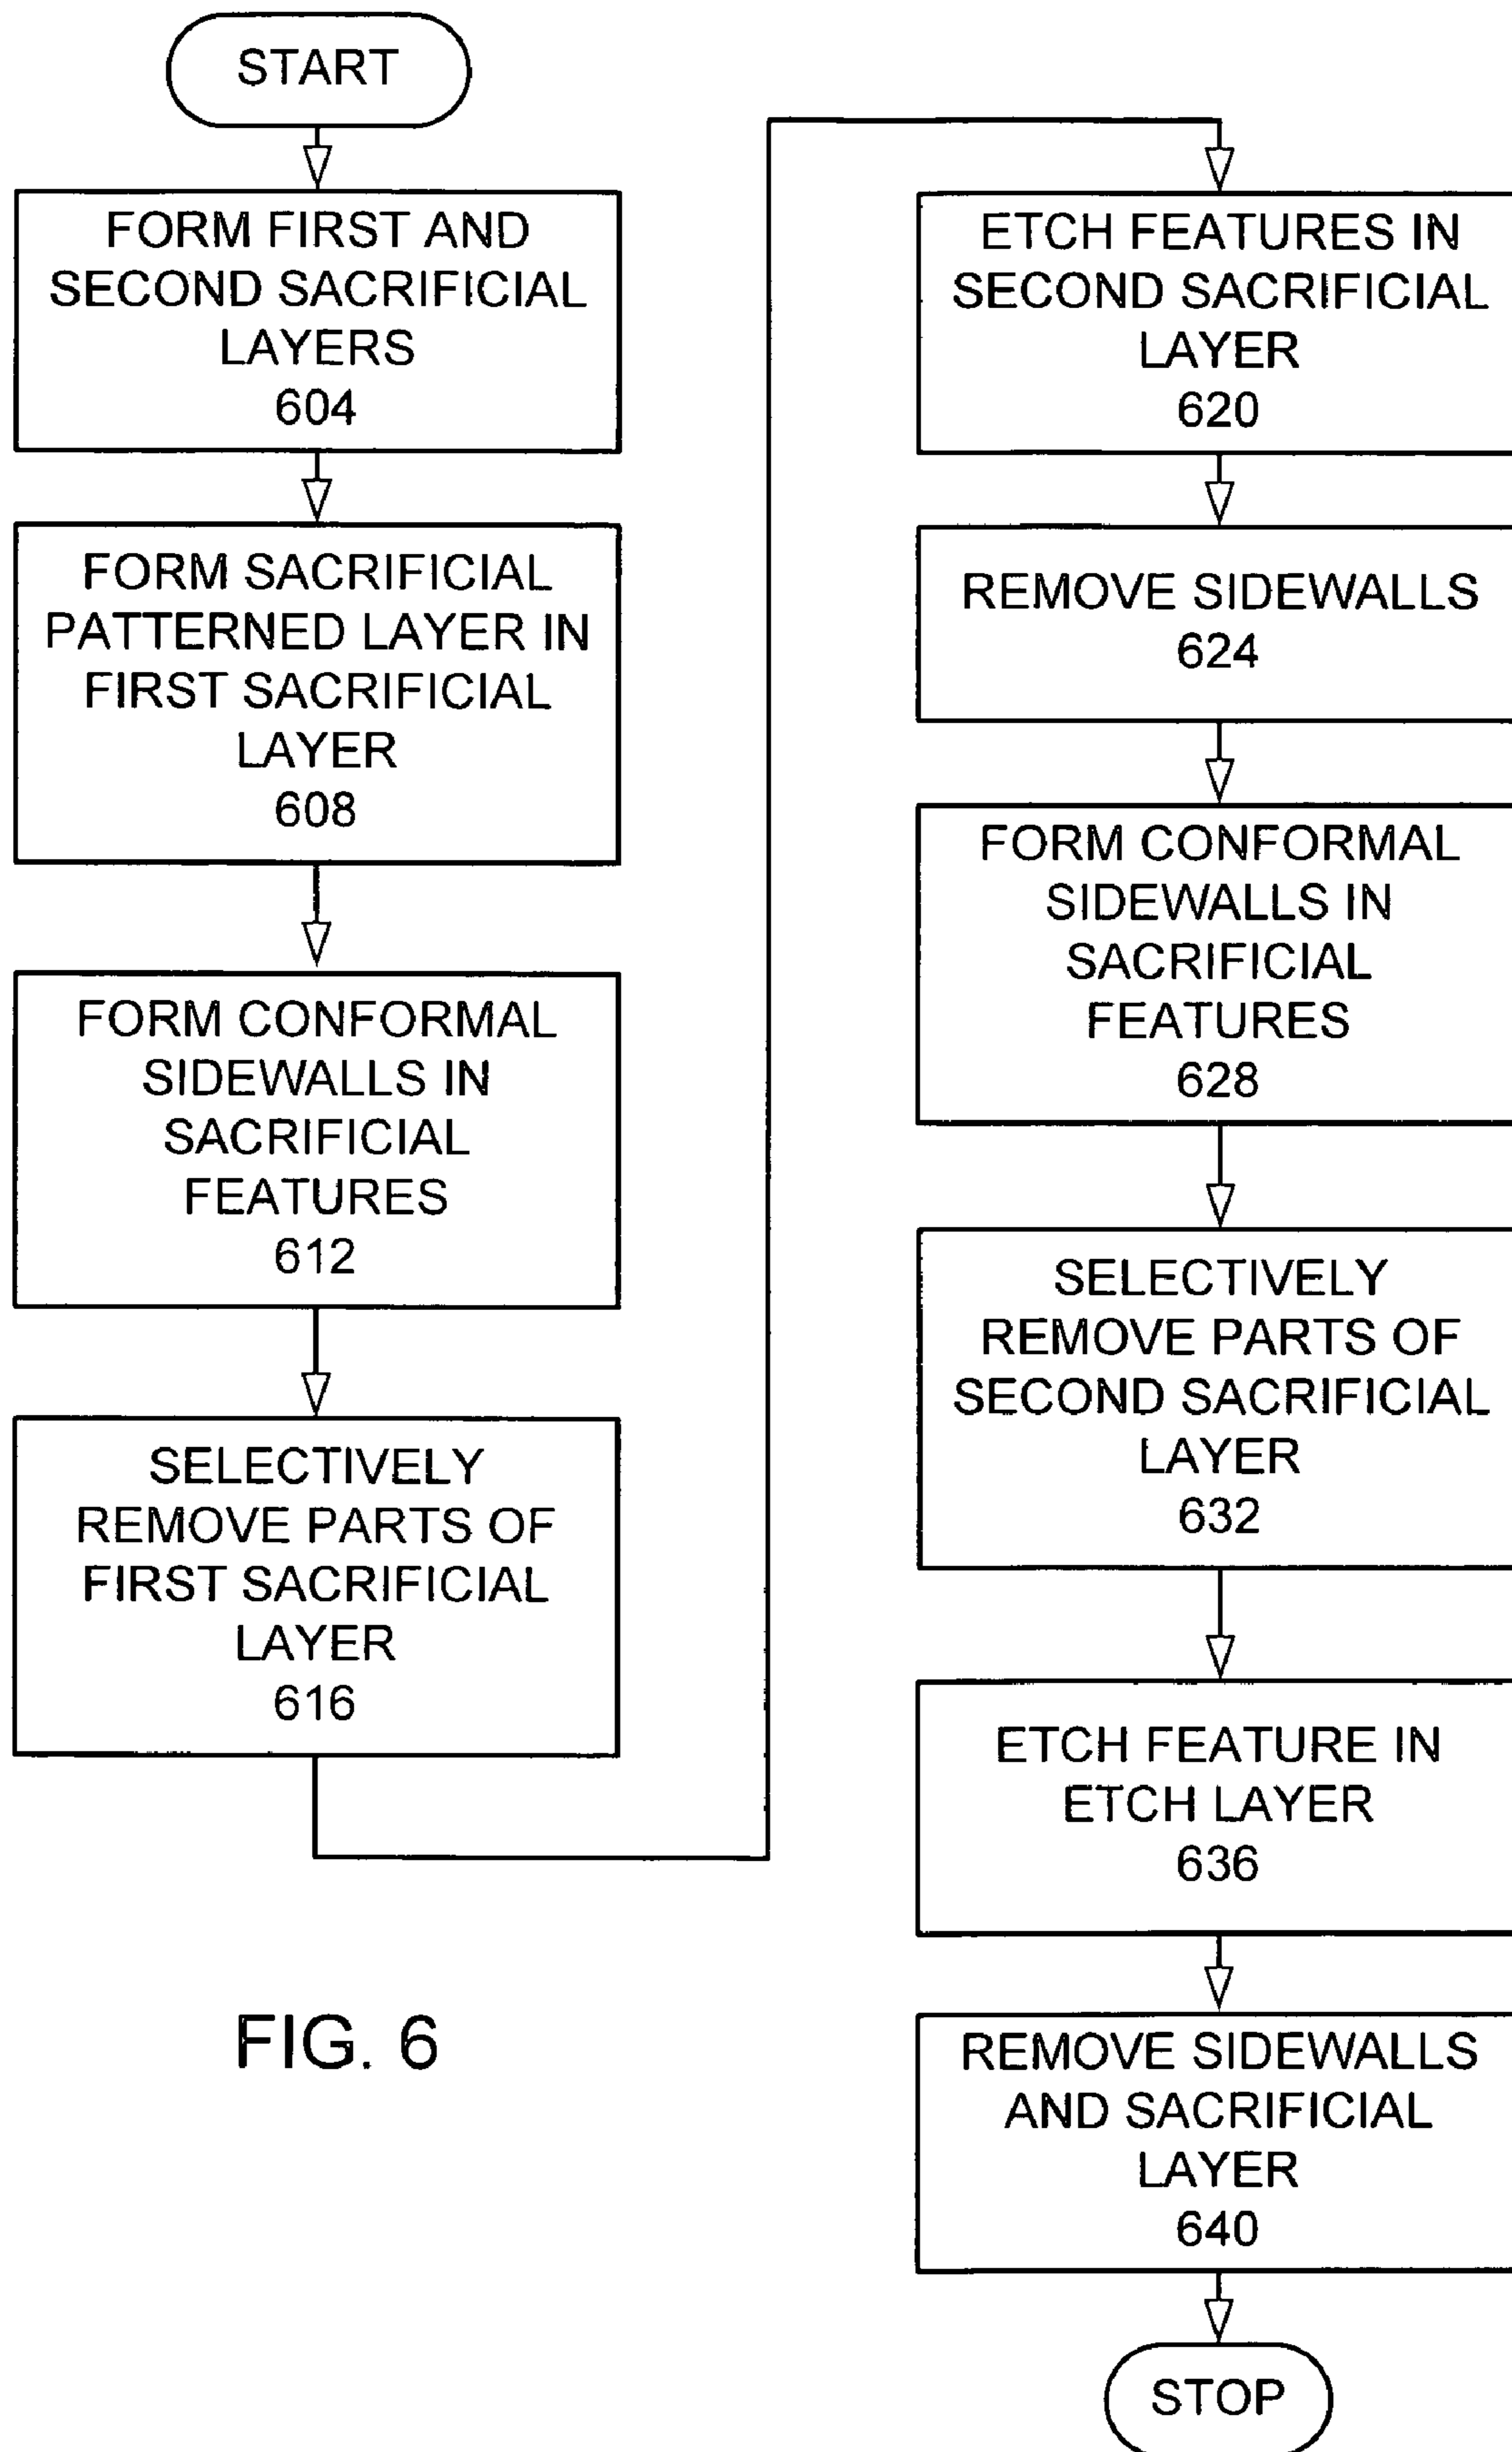 START
FORM FIRST AND
SECOND SACRIFICIAL
LAYERS
604
FORM SACRIFICIAL
PATTERNED LAYER IN
FIRST SACRIFICIAL
LAYER
608
FORM CONFORMAL
SIDEWALLS IN
SACRIFICIAL
FEATURES
612
SELECTIVELY
REMOVE PARTS OF
FIRST SACRIFICIAL
LAYER
616
ETCH FEATURES IN
SECOND SACRIFICIAL
LAYER
620
REMOVE SIDEWALLS
624
FORM CONFORMAL
SIDEWALLS IN
SACRIFICIAL
FEATURES
628
SELECTIVELY
REMOVE PARTS OF
SECOND SACRIFICIAL
LAYER
632
ETCH FEATURE IN
ETCH LAYER
636
REMOVE SIDEWALLS
AND SACRIFICIAL
LAYER
640
STOP
FIG. 6